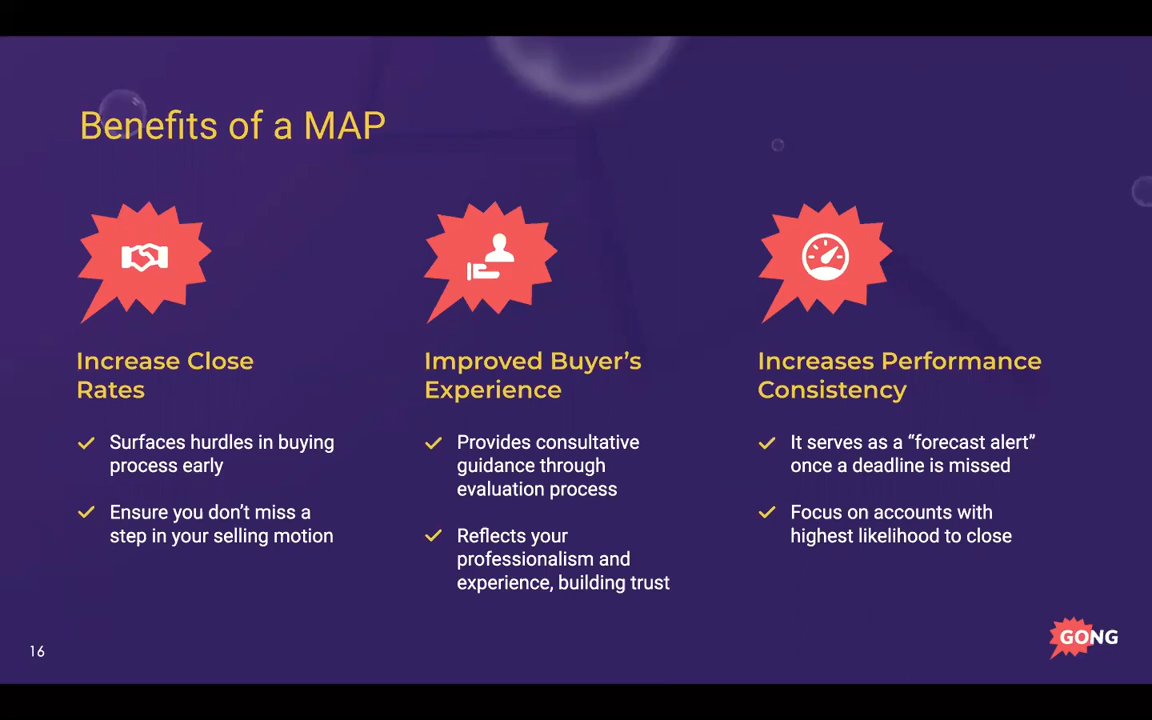 Benefits of a MAP
Increase Close
Rates
Surfaces hurdles in buying
process early
Ensure you don’t miss a
step in your selling motion
Improved Buyer’s
Experience
Provides consultative
guidance through
evaluation process
Reflects your
professionalism and
experience, building trust
Increases Performance
Consistency
It serves as a “forecast alert”
once a deadline is missed
Focus on accounts with
highest likelihood to close
16
GONG